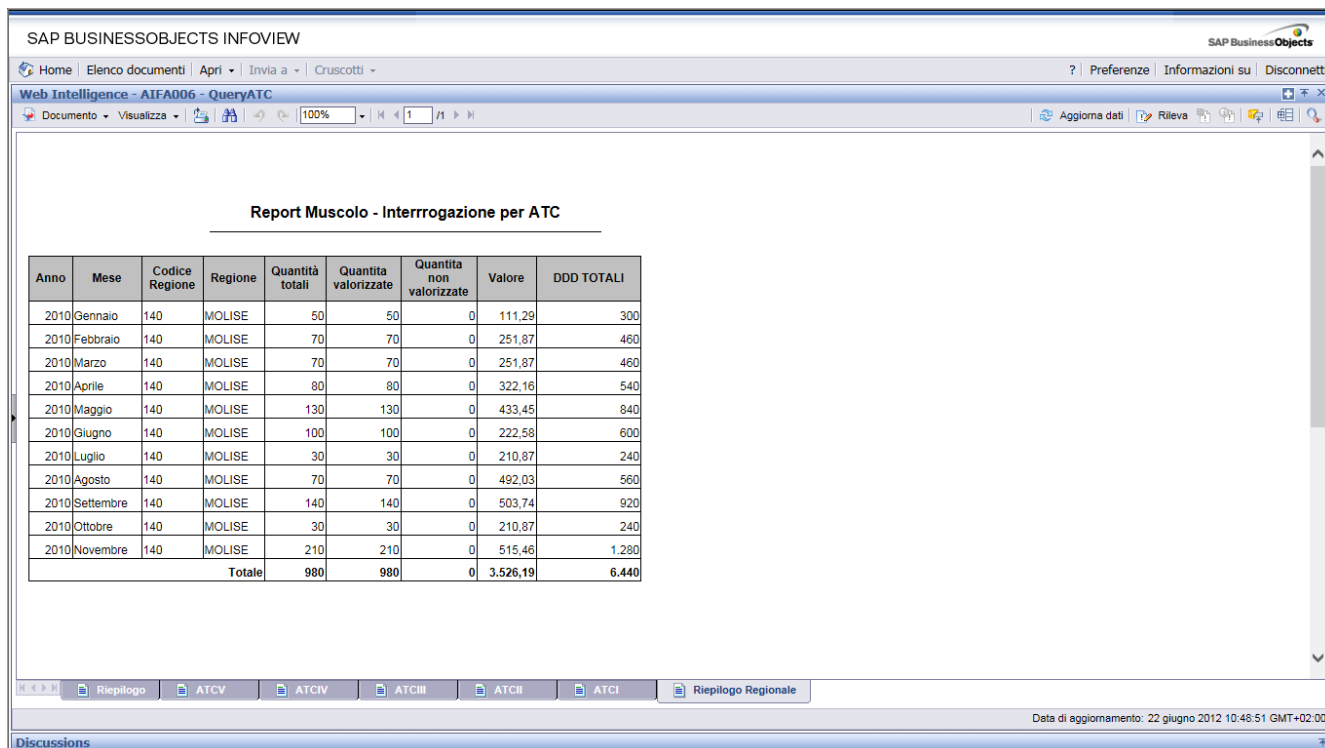 SAP BUSINESSOBJECTS INFOVIEW
SAP BusinessObjects
Home Elenco documenti Apri Invia a Cruscotti ? Preferenze Informazioni su Disconnett
Web Intelligence - AIFA006 - QueryATC
Documento Visualizza 100% 1 /1 Aggiorna dati Rileva
Report Muscolo - Interrrogazione per ATC
Anno Mese Codice Regione Regione Quantità totali Quantita valorizzate Quantita non valorizzate Valore DDD TOTALI
2010 Gennaio 140 MOLISE 50 50 0 111,29 300
2010 Febbraio 140 MOLISE 70 70 0 251,87 460
2010 Marzo 140 MOLISE 70 70 0 251,87 460
2010 Aprile 140 MOLISE 80 80 0 322,16 540
2010 Maggio 140 MOLISE 130 130 0 433,45 840
2010 Giugno 140 MOLISE 100 100 0 222,58 600
2010 Luglio 140 MOLISE 30 30 0 210,87 240
2010 Agosto 140 MOLISE 70 70 0 492,03 560
2010 Settembre 140 MOLISE 140 140 0 503,74 920
2010 Ottobre 140 MOLISE 30 30 0 210,87 240
2010 Novembre 140 MOLISE 210 210 0 515,46 1.280
Totale 980 980 0 3.526,19 6.440
Riepilogo ATCV ATCIV ATCIII ATCII ATCI Riepilogo Regionale
Data di aggiornamento: 22 giugno 2012 10:48:51 GMT+02:00
Discussions